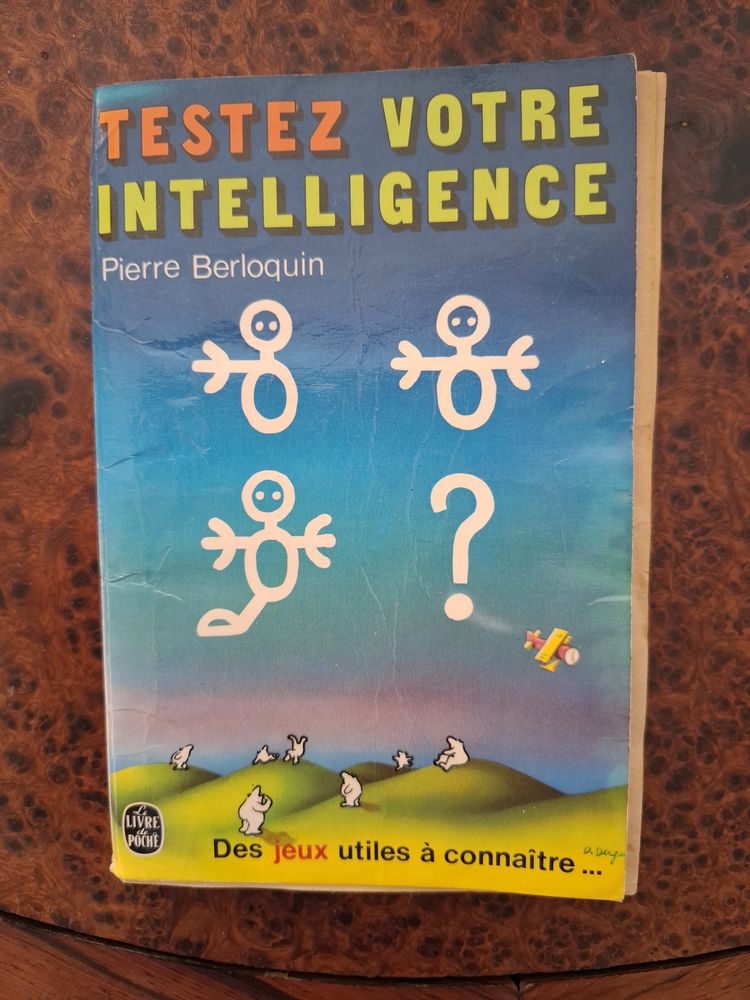 TESTEZ VOTRE
INTELLIGENCE
Pierre Berloquin
?
Le
LIVRE
de
POCHE
Des jeux utiles à connaître...